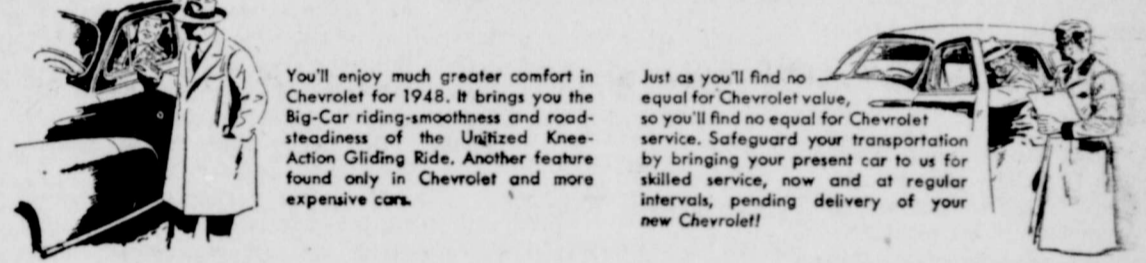 You'll enjoy much greater comfort in
Chevrolet for 1948. It brings you the
Big-Car riding-smoothness and road-
steadiness of the Unitized Knee-
Action Gliding Ride. Another feature
found only in Chevrolet and more
expensive cars.
Just as you'll find no
equal for Chevrolet value,
so you'll find no equal for Chevrolet
service. Safeguard your transportation
by bringing your present car to us for
skilled service, now and at regular
intervals, pending delivery of your
new Chevrolet!